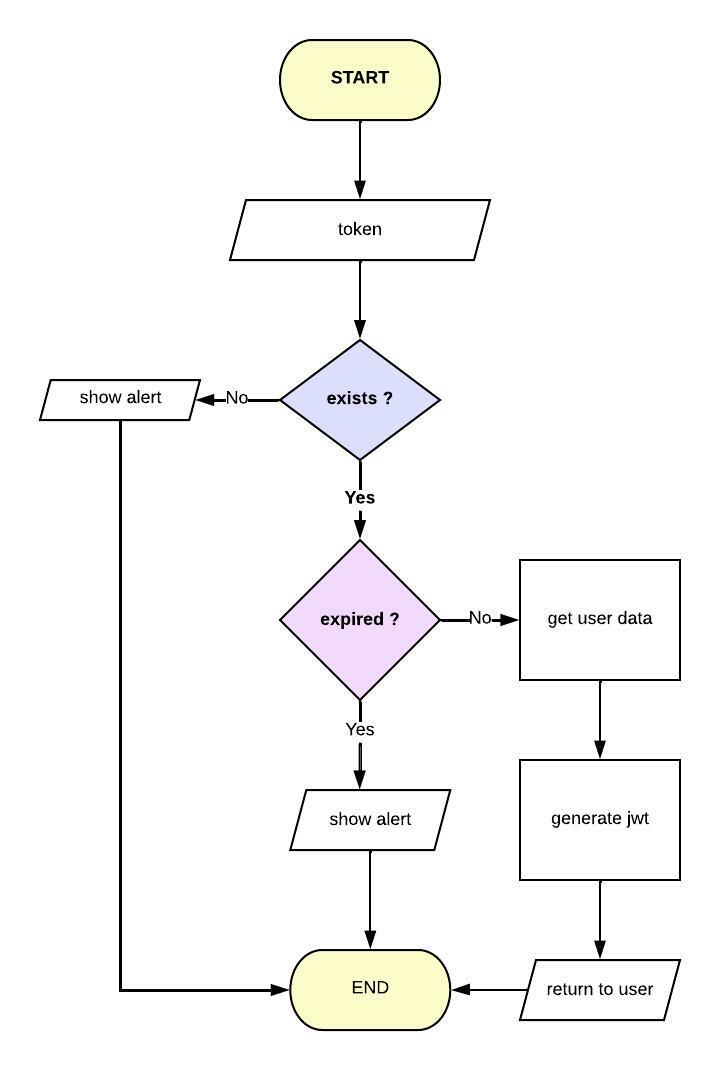 START
token
exists ?
No
show alert
Yes
expired ?
No
get user data
Yes
show alert
generate jwt
return to user
END